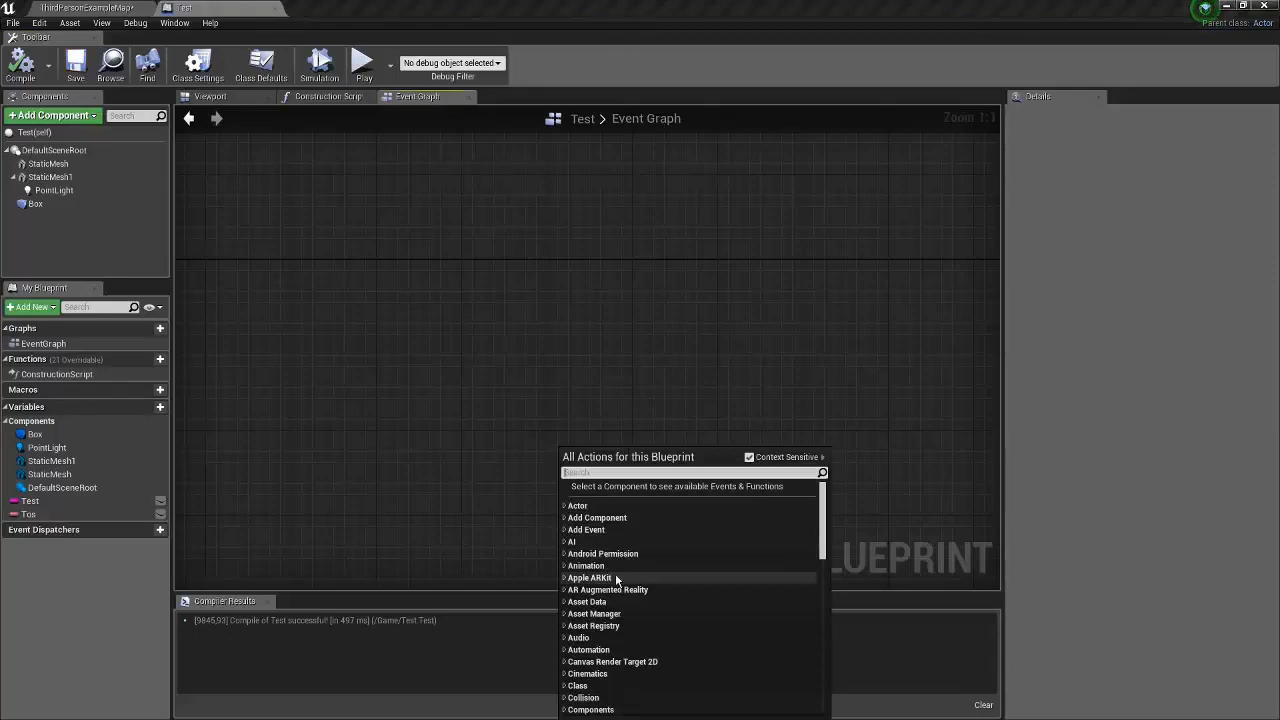 ThirdPersonExampleMap*
Test
File Edit Asset View Debug Window Help
Parent class: Actor
Toolbar
Compile
Save
Browse
Find
Class Settings
Class Defaults
Simulation
Play
No debug object selected
Debug Filter
Components
+Add Component
Search
Test(self)
DefaultSceneRoot
StaticMesh
StaticMesh1
PointLight
Box
My Blueprint
+Add New
Search
Graphs
EventGraph
Functions (21 Overridable)
ConstructionScript
Macros
Variables
Components
Box
PointLight
StaticMesh1
StaticMesh
DefaultSceneRoot
Test
Tos
Event Dispatchers
Viewport
Construction Scrip
Event Graph
Test > Event Graph
Zoom 1:1
All Actions for this Blueprint
Context Sensitive
Search
Select a Component to see available Events & Functions
Actor
Add Component
Add Event
AI
Android Permission
Animation
Apple ARKit
AR Augmented Reality
Asset Data
Asset Manager
Asset Registry
Audio
Automation
Canvas Render Target 2D
Cinematics
Class
Collision
Components
LUEPRINT
Compiler Results
[9845,93] Compile of Test successful! [in 497 ms] (/Game/Test.Test)
Clear
Details